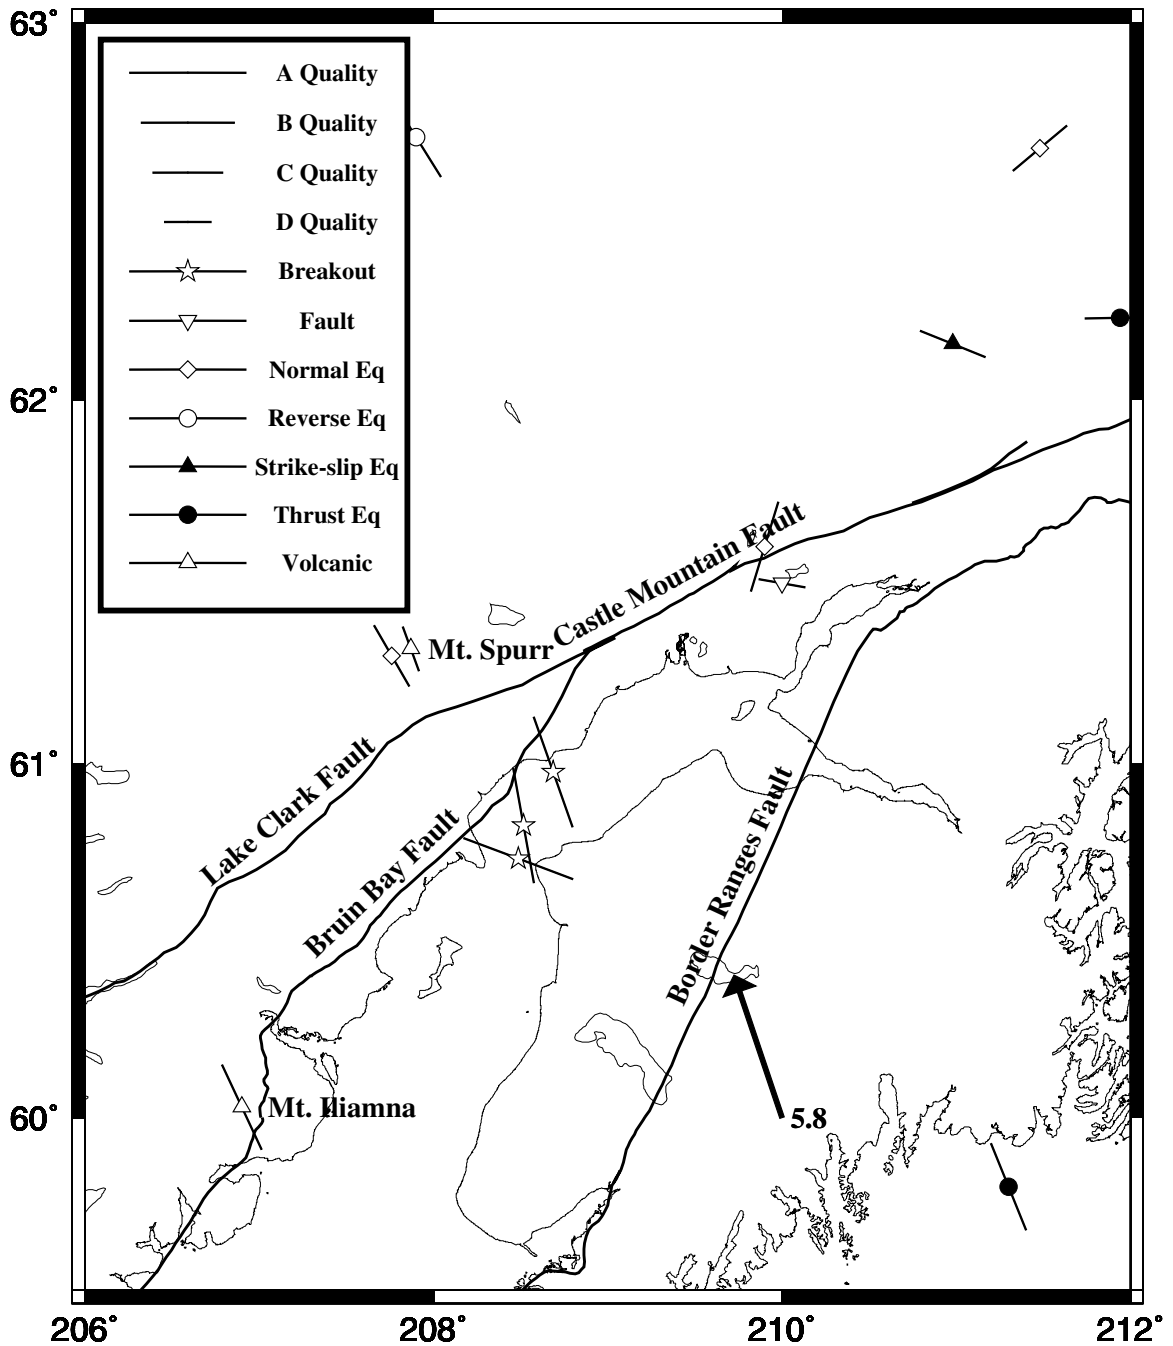 63°
A Quality
B Quality
C Quality
D Quality
Breakout
Fault
Normal Eq
62°
Reverse Eq
Strike-slip Eq
Thrust Eq
Volcanic
Castle Mountain Fault
Mt. Spurr
61°
Lake Clark Fault
Bruin Bay Fault
Border Ranges Fault
Mt. Iliamna
60°
5.8
206° 208° 210° 212°